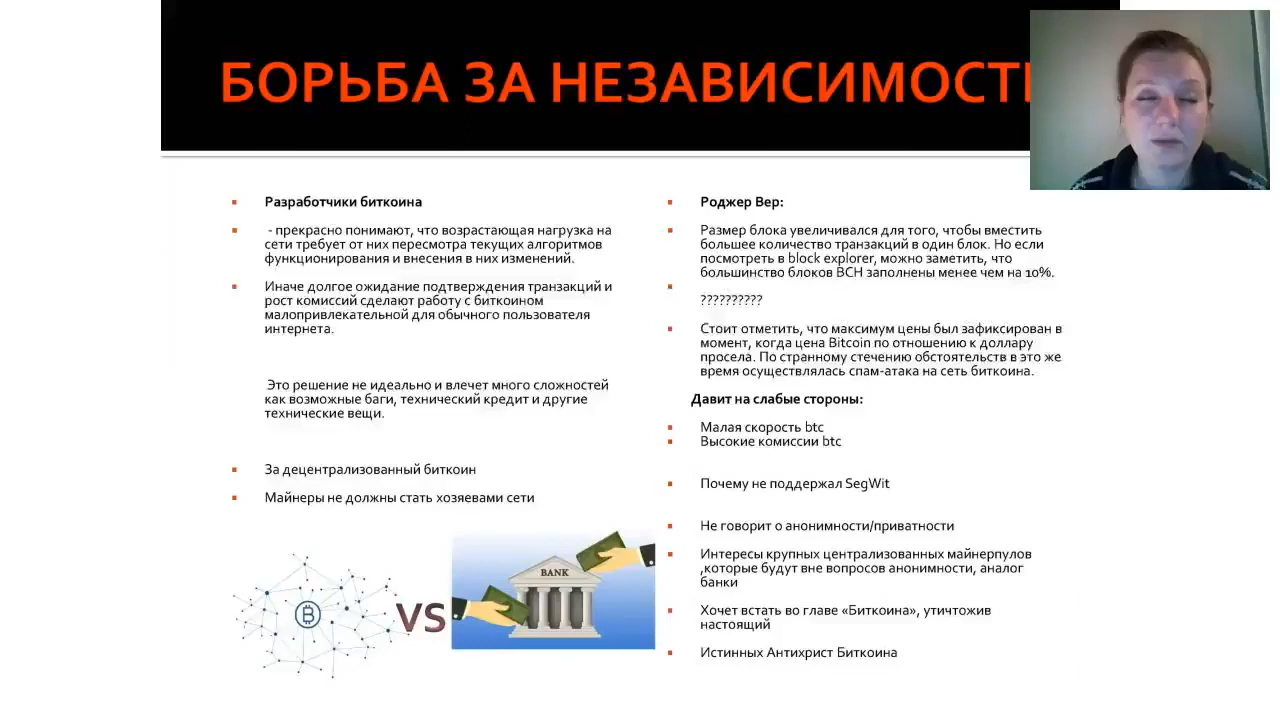 БОРЬБА ЗА НЕЗАВИСИМОСТЬ
Разработчики биткоина
- прекрасно понимают, что возрастающая нагрузка на
сети требует от них пересмотра текущих алгоритмов
функционирования и внесения в них изменений.
Иначе долгое ожидание подтверждения транзакций и
рост комиссий сделают работу с биткоином
малопривлекательной для обычного пользователя
интернета.
Это решение не идеально и влечет много сложностей
как возможные баги, технический кредит и другие
технические вещи.
За децентрализованный биткоин
Майнеры не должны стать хозяевами сети
VS
BANK
Роджер Вер:
Размер блока увеличивался для того, чтобы вместить
большее количество транзакций в один блок. Но если
посмотреть в block explorer, можно заметить, что
большинство блоков BCH заполнены менее чем на 10%.
??????????
Стоит отметить, что максимум цены был зафиксирован в
момент, когда цена Bitcoin по отношению к доллару
просела. По странному стечению обстоятельств в это же
время осуществлялась спам-атака на сеть биткоина.
Давит на слабые стороны:
Малая скорость btc
Высокие комиссии btc
Почему не поддержал SegWit
Не говорит о анонимности/приватности
Интересы крупных централизованных майнерпулов
,которые будут вне вопросов анонимности, аналог
банки
Хочет встать во главе «Биткоина», утичтожив
настоящий
Истинных Антихрист Биткоина